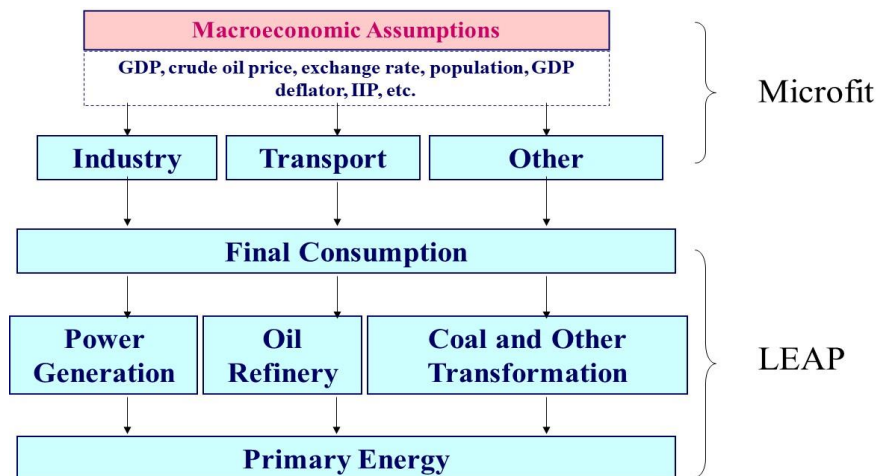 Macroeconomic Assumptions
GDP, crude oil price, exchange rate, population, GDP
deflator, IIP, etc.
Microfit
Industry
Transport
Other
Final Consumption
Power
Generation
Oil
Refinery
Coal and Other
Transformation
LEAP
Primary Energy